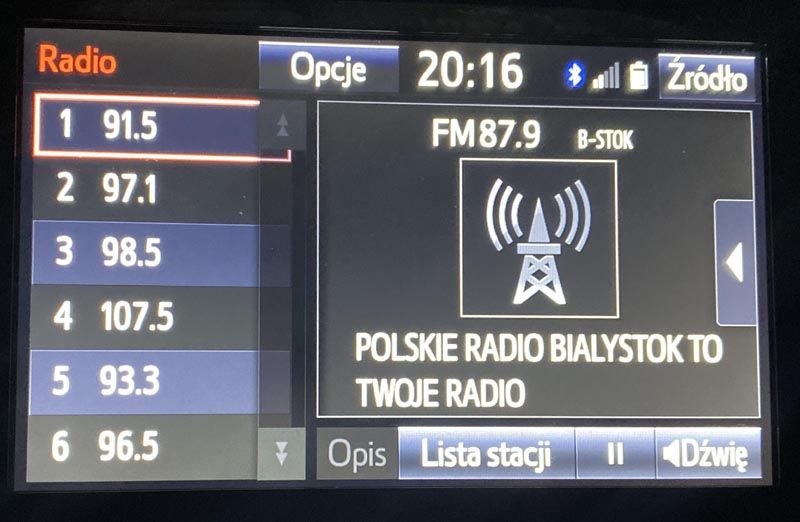 Radio
Opcje
20:16
Źródło
1 91.5
2 97.1
3 98.5
4 107.5
5 93.3
6 96.5
FM 87.9 B-STOK
POLSKIE RADIO BIALYSTOK TO
TWOJE RADIO
Opis
Lista stacji
Dźwię